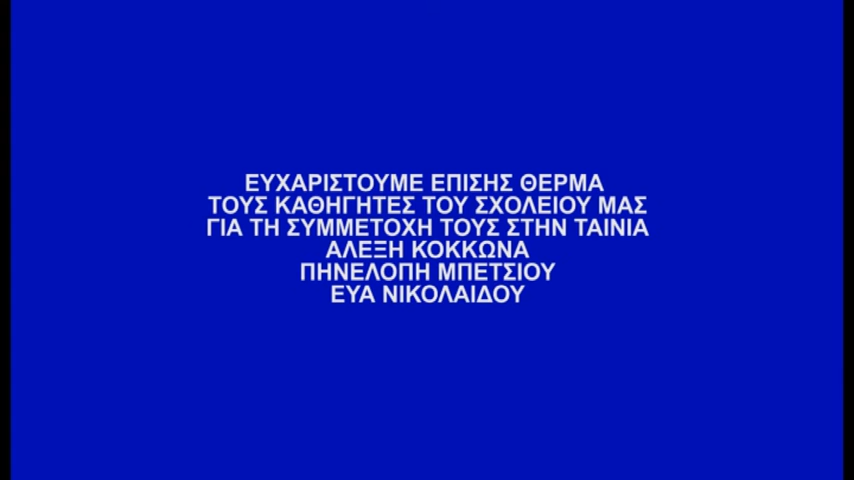 ΕΥΧΑΡΙΣΤΟΥΜΕ ΕΠΙΣΗΣ ΘΕΡΜΑ
ΤΟΥΣ ΚΑΘΗΓΗΤΕΣ ΤΟΥ ΣΧΟΛΕΙΟΥ ΜΑΣ
ΓΙΑ ΤΗ ΣΥΜΜΕΤΟΧΗ ΤΟΥΣ ΣΤΗΝ ΤΑΙΝΙΑ
ΑΛΕΞΗ ΚΟΚΚΩΝΑ
ΠΗΝΕΛΟΠΗ ΜΠΕΤΣΙΟΥ
ΕΥΑ ΝΙΚΟΛΑΙΔΟΥ